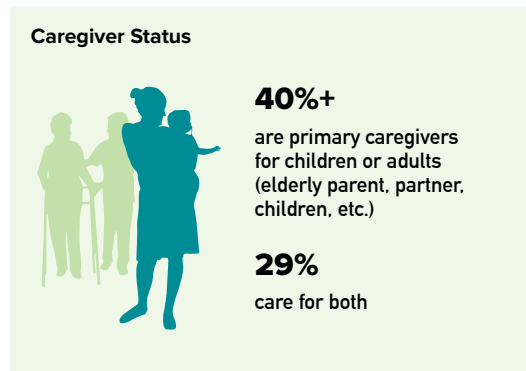 Caregiver Status
40%+
are primary caregivers
for children or adults
(elderly parent, partner,
children, etc.)
29%
care for both